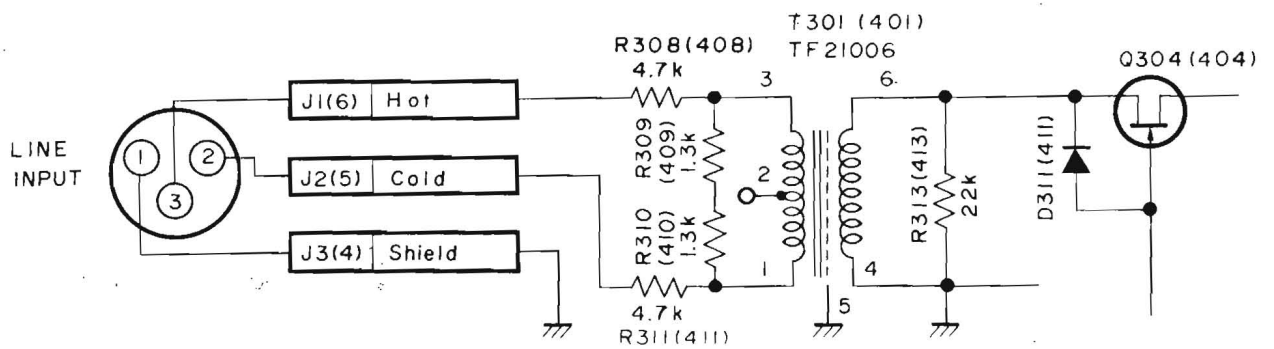 T301 (401)
TF21006
R308(408)
4.7k
Q304(404)
3
6.
J1(6) Hot
LINE
INPUT
1
2
3
J2(5) Cold
R309
(409)
1.3k
2
R310
(410)
1.3k
R313(413)
22k
D311(411)
J3(4) Shield
1
4
5
4.7k
R311(411)